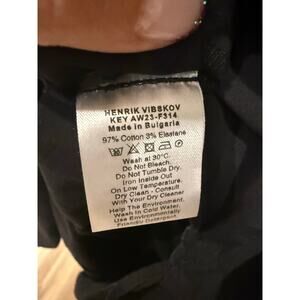 HENRIK VIBSKOV
KEY AW23-F314
Made in Bulgaria
97% Cotton 3% Elastane
Wash at 30°C.
Do Not Bleach.
Do Not Tumble Dry.
Iron Inside Out
On Low Temperature.
Dry Clean - Consult
With Your Dry Cleaner
Help The Environment.
Wash In Cold Water.
Use Environmentally
Friendly Detergent